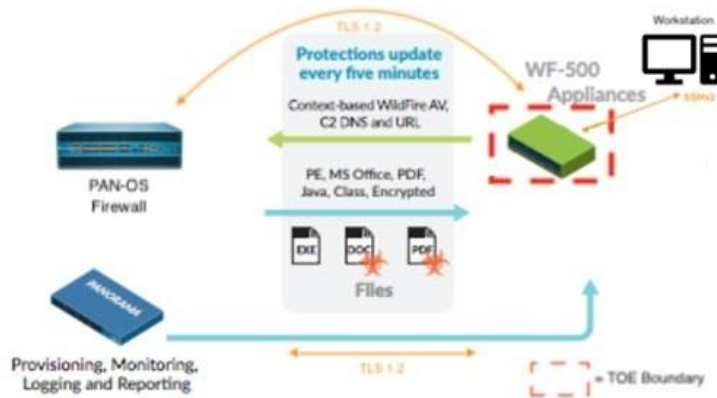 TLS 1.2
Workstation
Protections update
every five minutes
WF-500
Appliances
SSHv2
Context-based WildFire AV,
C2 DNS and URL
PAN-OS
Firewall
PE, MS Office, PDF,
Java, Class, Encrypted
EXE
DOC
PDF
Files
PANORAMA
Provisioning, Monitoring,
Logging and Reporting
TLS 1.2
= TOE Boundary